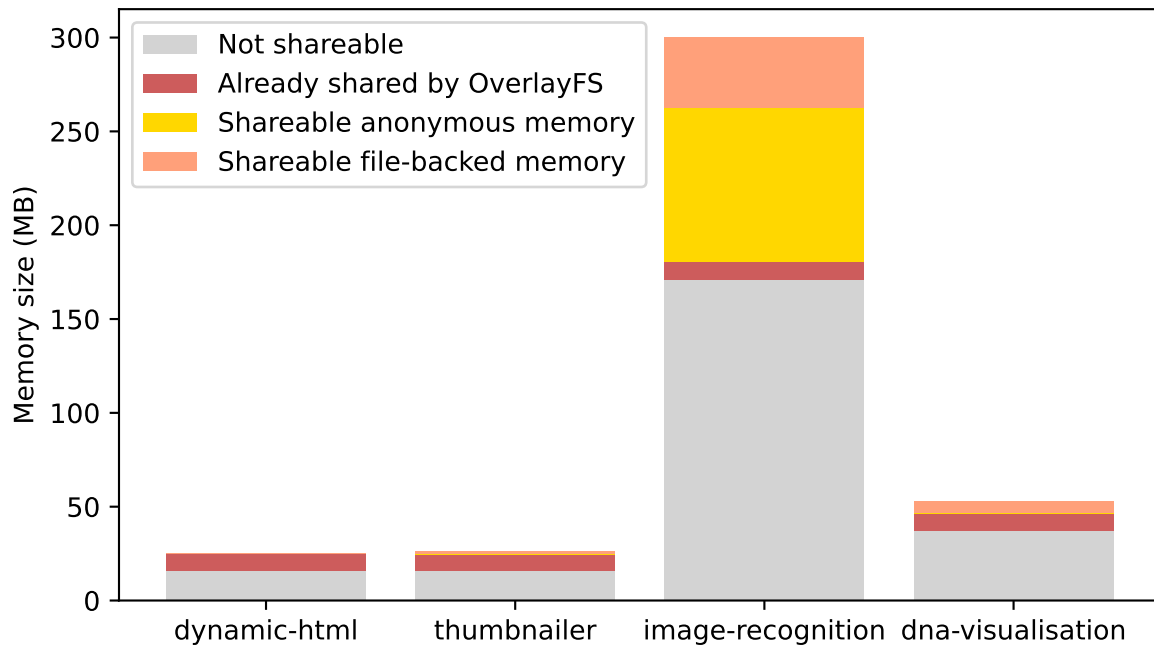 Not shareable
Already shared by OverlayFS
Shareable anonymous memory
Shareable file-backed memory
Memory size (MB)
300
250
200
150
100
50
0
dynamic-html thumbnailer image-recognition dna-visualisation